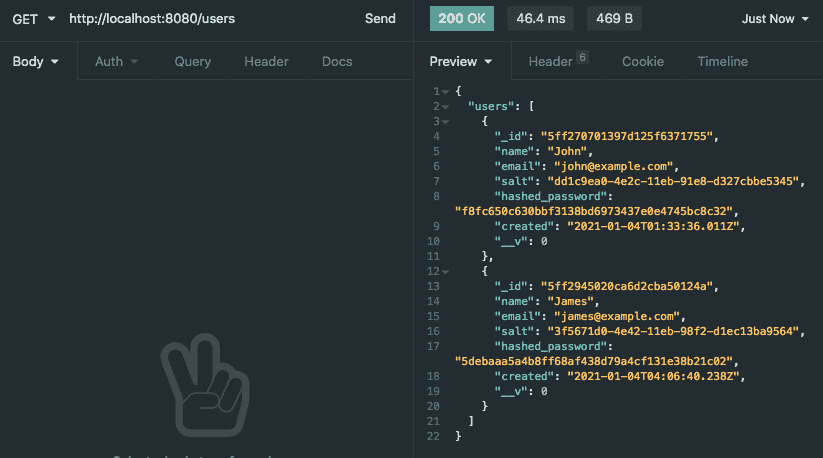 GET http://localhost:8080/users Send 200 OK 46.4 ms 469 B Just Now
Body Auth Query Header Docs Preview Header 6 Cookie Timeline
1 {
2 "users": [
3 {
4 "_id": "5ff270701397d125f6371755",
5 "name": "John",
6 "email": "john@example.com",
7 "salt": "dd1c9ea0-4e2c-11eb-91e8-d327cbbe5345",
8 "hashed_password":
"f8fc650c630bbf3138bd6973437e0e4745bc8c32",
9 "created": "2021-01-04T01:33:36.011Z",
10 "__v": 0
11 },
12 {
13 "_id": "5ff2945020ca6d2cba50124a",
14 "name": "James",
15 "email": "james@example.com",
16 "salt": "3f5671d0-4e42-11eb-98f2-d1ec13ba9564",
17 "hashed_password":
"5debaaa5a4b8ff68af438d79a4cf131e38b21c02",
18 "created": "2021-01-04T04:06:40.238Z",
19 "__v": 0
20 }
21 ]
22 }